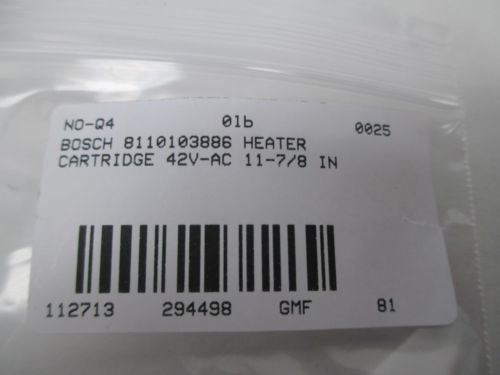 NO-Q4 01b 0025
BOSCH 8110103886 HEATER
CARTRIDGE 42V-AC 11-7/8 IN
112713 294498 GMF 81